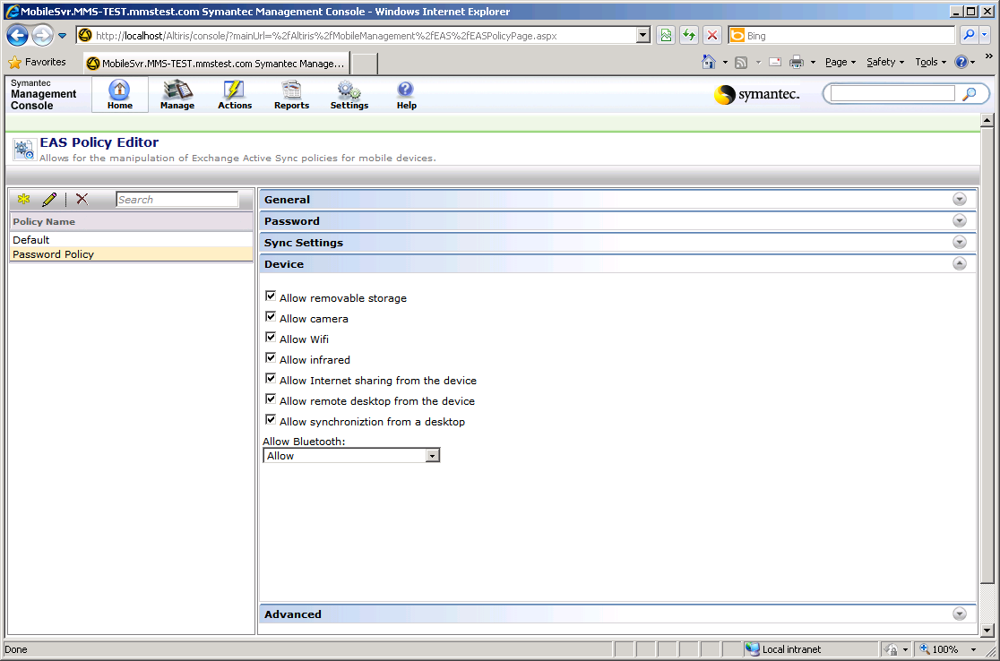 MobileSvr.MMS-TEST.mmstest.com Symantec Management Console - Windows Internet Explorer
http://localhost/Altiris/console/?mainUrl=%2fAltiris%2fMobileManagement%2fEAS%2fEASPolicyPage.aspx
Bing
Favorites
MobileSvr.MMS-TEST.mmstest.com Symantec Manage...
Page
Safety
Tools
Symantec
Management
Console
Home
Manage
Actions
Reports
Settings
Help
symantec.
EAS Policy Editor
Allows for the manipulation of Exchange Active Sync policies for mobile devices.
Search
Policy Name
Default
Password Policy
General
Password
Sync Settings
Device
Allow removable storage
Allow camera
Allow Wifi
Allow infrared
Allow Internet sharing from the device
Allow remote desktop from the device
Allow synchroniztion from a desktop
Allow Bluetooth:
Allow
Advanced
Done
Local intranet
100%